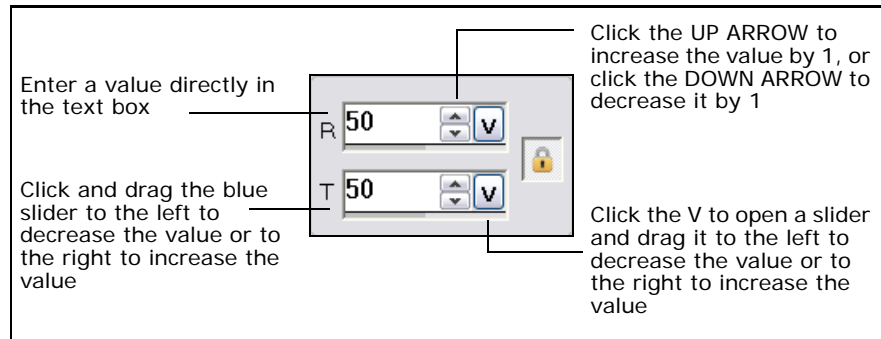 Click the UP ARROW to
increase the value by 1, or
click the DOWN ARROW to
decrease it by 1
Enter a value directly in
the text box
R 50 V
T 50 V
Click and drag the blue
slider to the left to
decrease the value or to
the right to increase the
value
Click the V to open a slider
and drag it to the left to
decrease the value or to
the right to increase the
value